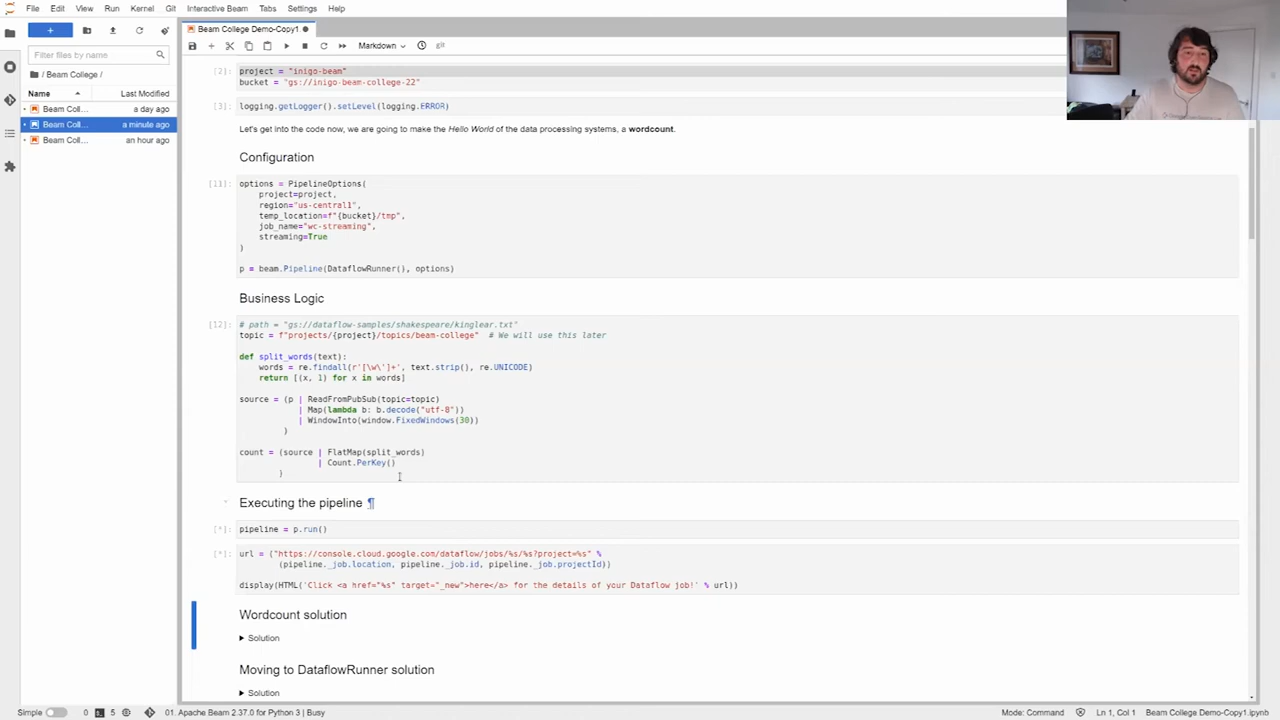 File Edit View Run Kernel Git Interactive Beam Tabs Settings Help
Beam College Demo-Copy1
Filter files by name
Markdown
git
/ Beam College /
Name Last Modified
Beam Coll... a day ago
Beam Coll... a minute ago
Beam Coll... an hour ago
[2]: project = "inigo-beam"
bucket = "gs://inigo-beam-college-22"
[3]: logging.getLogger().setLevel(logging.ERROR)
Let's get into the code now, we are going to make the Hello World of the data processing systems, a wordcount.
Configuration
[11]: options = PipelineOptions(
project=project,
region="us-central1",
temp_location=f"{bucket}/tmp",
job_name="wc-streaming",
streaming=True
)
p = beam.Pipeline(DataflowRunner(), options)
Business Logic
[12]: # path = "gs://dataflow-samples/shakespeare/kinglear.txt"
topic = f"projects/{project}/topics/beam-college" # We will use this later
def split_words(text):
words = re.findall(r'[\w\']+', text.strip(), re.UNICODE)
return [(x, 1) for x in words]
source = (p | ReadFromPubSub(topic=topic)
| Map(lambda b: b.decode("utf-8"))
| WindowInto(window.FixedWindows(30))
)
count = (source | FlatMap(split_words)
| Count.PerKey()
)
Executing the pipeline ¶
[*]: pipeline = p.run()
[*]: url = ("https://console.cloud.google.com/dataflow/jobs/%s/%s?project=%s" %
(pipeline._job.location, pipeline._job.id, pipeline._job.projectId))
display(HTML('Click <a href="%s" target="_new">here</a> for the details of your Dataflow job!' % url))
Wordcount solution
Solution
Moving to DataflowRunner solution
Solution
Simple 0 5 01. Apache Beam 2.37.0 for Python 3 | Busy Mode: Command Ln 1, Col 1 Beam College Demo-Copy1.ipynb